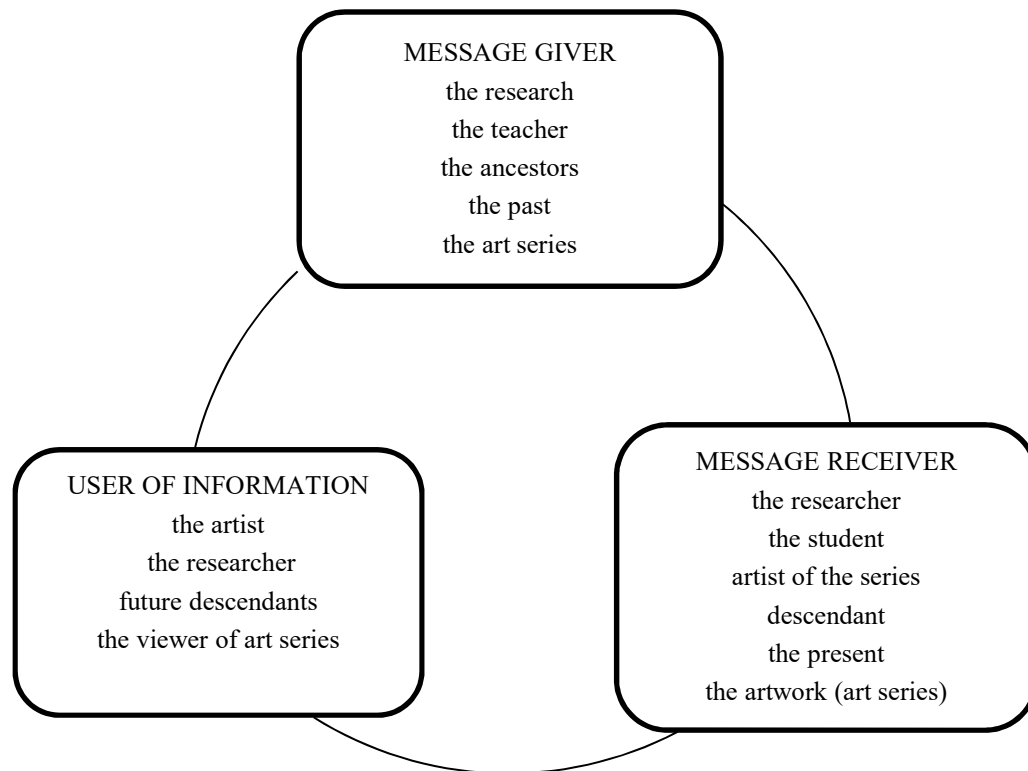 MESSAGE GIVER
the research
the teacher
the ancestors
the past
the art series
USER OF INFORMATION
the artist
the researcher
future descendants
the viewer of art series
MESSAGE RECEIVER
the researcher
the student
artist of the series
descendant
the present
the artwork (art series)